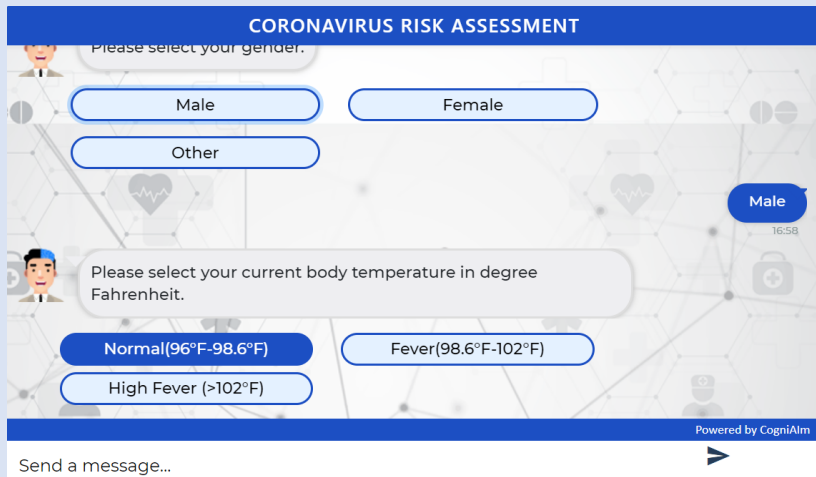 CORONAVIRUS RISK ASSESSMENT
Please select your gender.
Male
Female
Other
Male
16:58
Please select your current body temperature in degree
Fahrenheit.
Normal(96°F-98.6°F)
Fever(98.6°F-102°F)
High Fever (>102°F)
Powered by CogniAIm
Send a message...